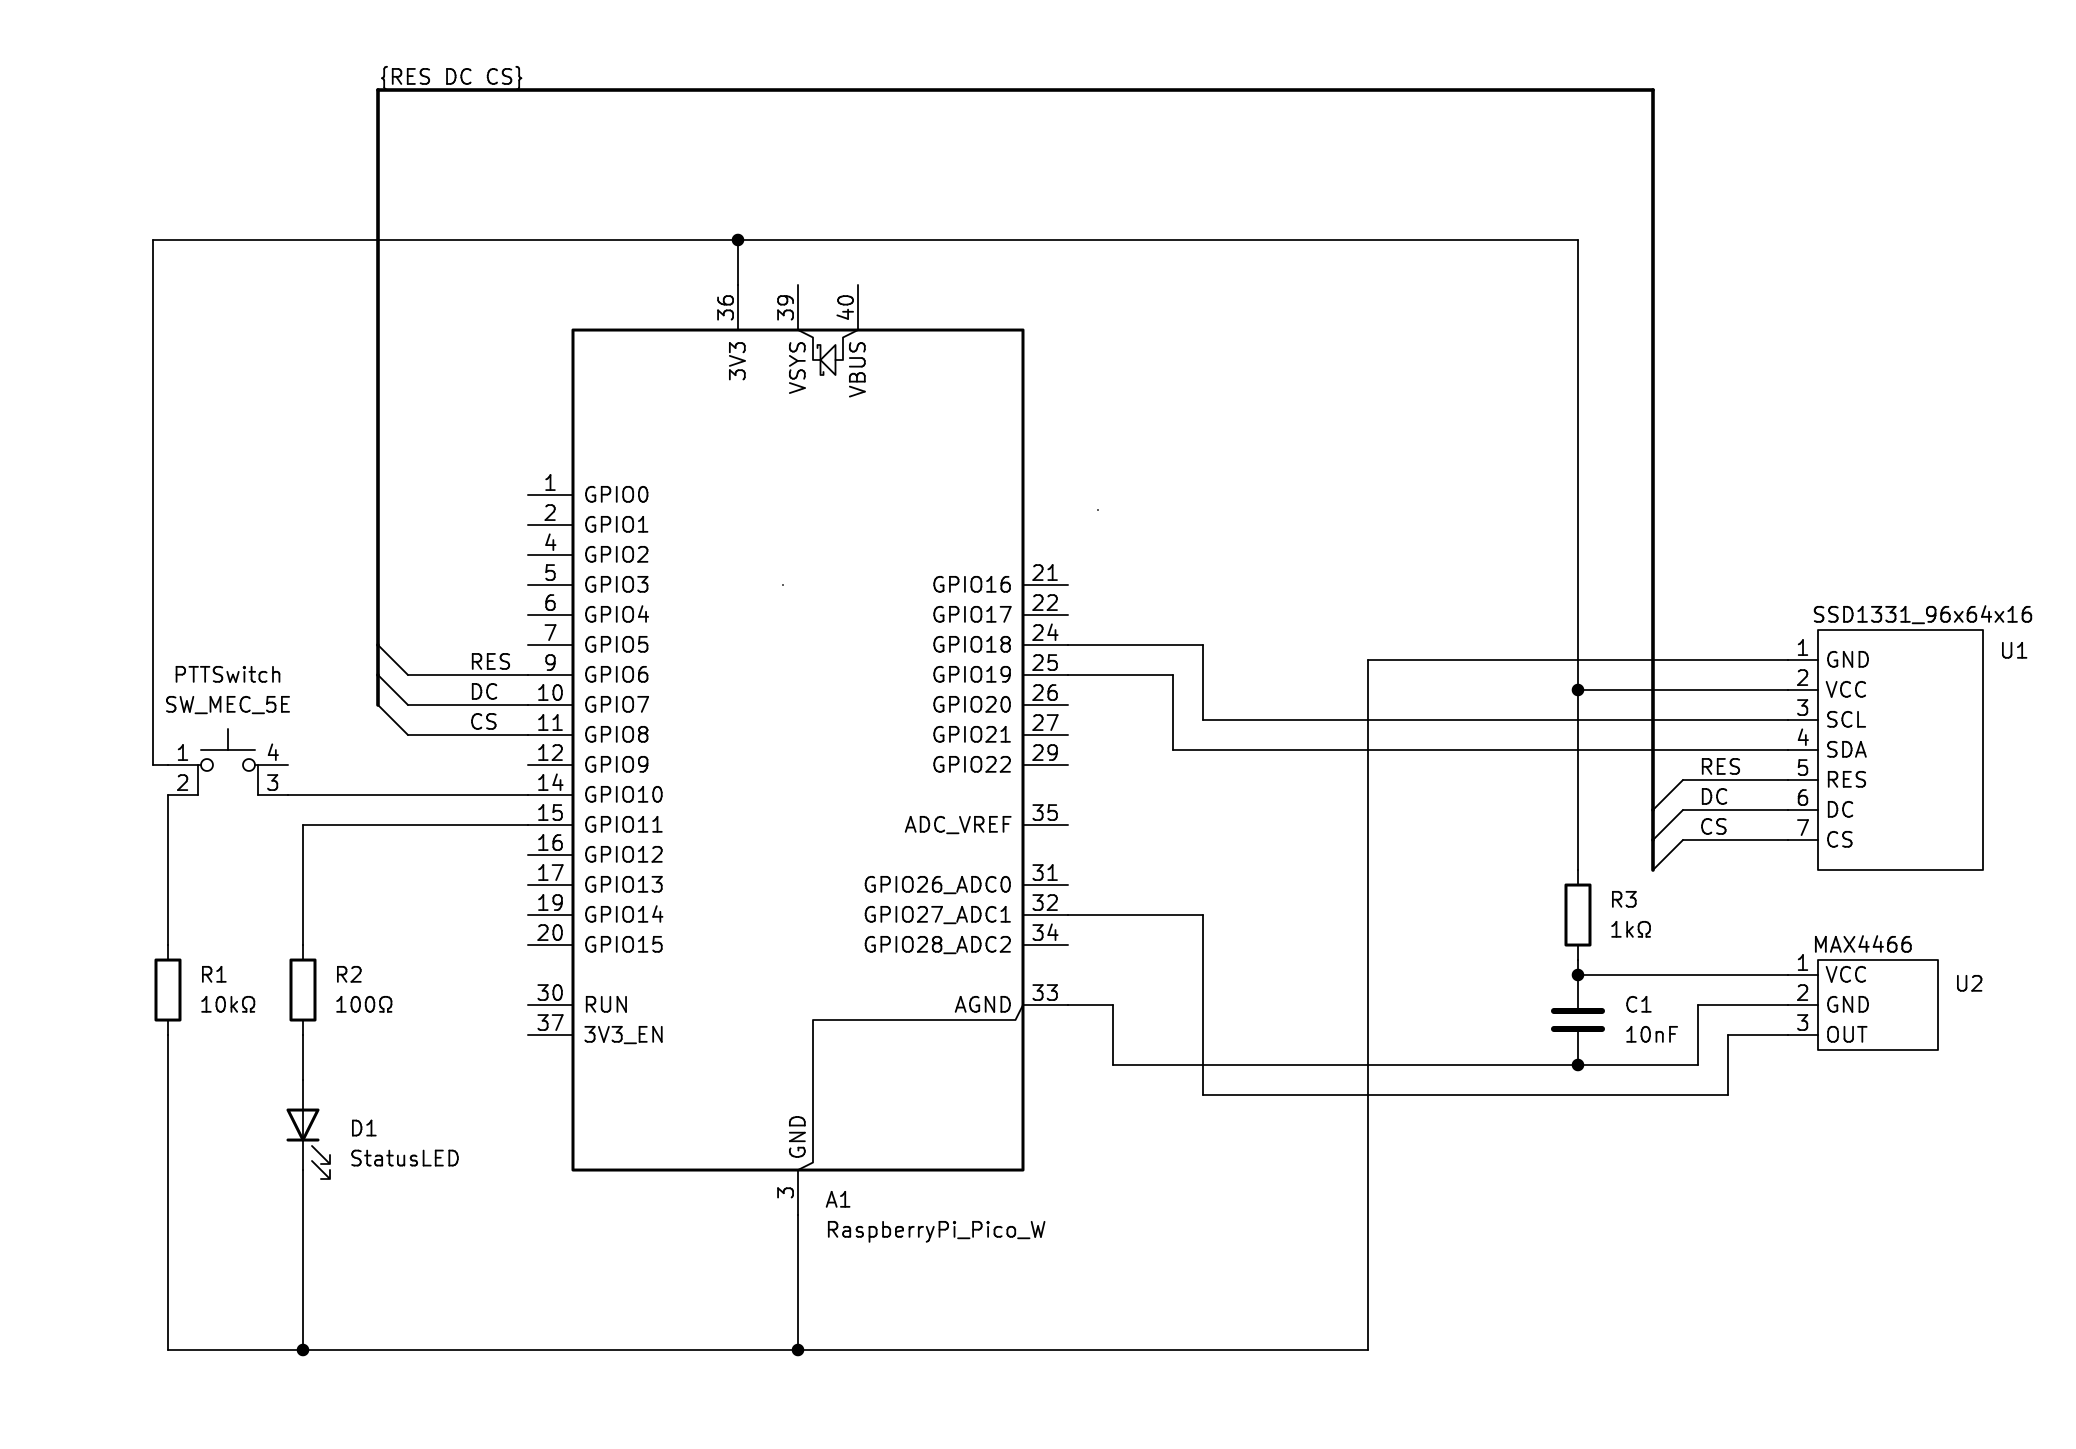 {RES DC CS}
36
39
40
3V3
VSYS
VBUS
1 GPIO0
2 GPIO1
4 GPIO2
5 GPIO3
6 GPIO4
7 GPIO5
RES 9 GPIO6
DC 10 GPIO7
CS 11 GPIO8
12 GPIO9
14 GPIO10
15 GPIO11
16 GPIO12
17 GPIO13
19 GPIO14
20 GPIO15
30 RUN
37 3V3_EN
GPIO16 21
GPIO17 22
GPIO18 24
GPIO19 25
GPIO20 26
GPIO21 27
GPIO22 29
ADC_VREF 35
GPIO26_ADC0 31
GPIO27_ADC1 32
GPIO28_ADC2 34
AGND 33
GND
3
A1
RaspberryPi_Pico_W
PTTSwitch
SW_MEC_5E
1 4
2 3
R1
10kΩ
R2
100Ω
D1
StatusLED
SSD1331_96x64x16
U1
1 GND
2 VCC
3 SCL
4 SDA
RES 5 RES
DC 6 DC
CS 7 CS
R3
1kΩ
C1
10nF
MAX4466
U2
1 VCC
2 GND
3 OUT